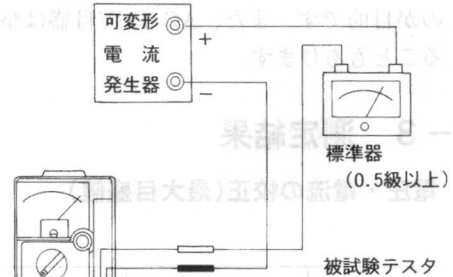 可変形
電流
発生器
+
−
標準器
(0.5級以上)
被試験テスタ